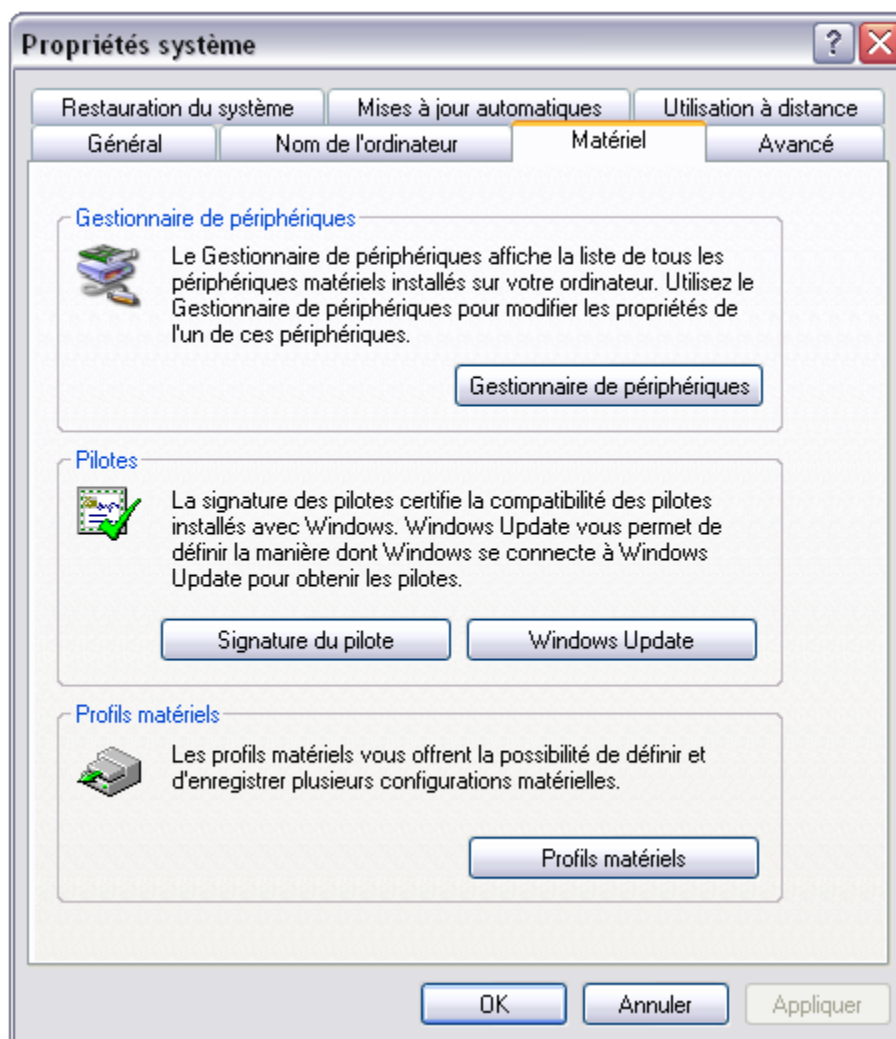 Propriétés système
Restauration du système Mises à jour automatiques Utilisation à distance
Général Nom de l'ordinateur Matériel Avancé
Gestionnaire de périphériques
Le Gestionnaire de périphériques affiche la liste de tous les
périphériques matériels installés sur votre ordinateur. Utilisez le
Gestionnaire de périphériques pour modifier les propriétés de
l'un de ces périphériques.
Gestionnaire de périphériques
Pilotes
La signature des pilotes certifie la compatibilité des pilotes
installés avec Windows. Windows Update vous permet de
définir la manière dont Windows se connecte à Windows
Update pour obtenir les pilotes.
Signature du pilote Windows Update
Profils matériels
Les profils matériels vous offrent la possibilité de définir et
d'enregistrer plusieurs configurations matérielles.
Profils matériels
OK Annuler Appliquer